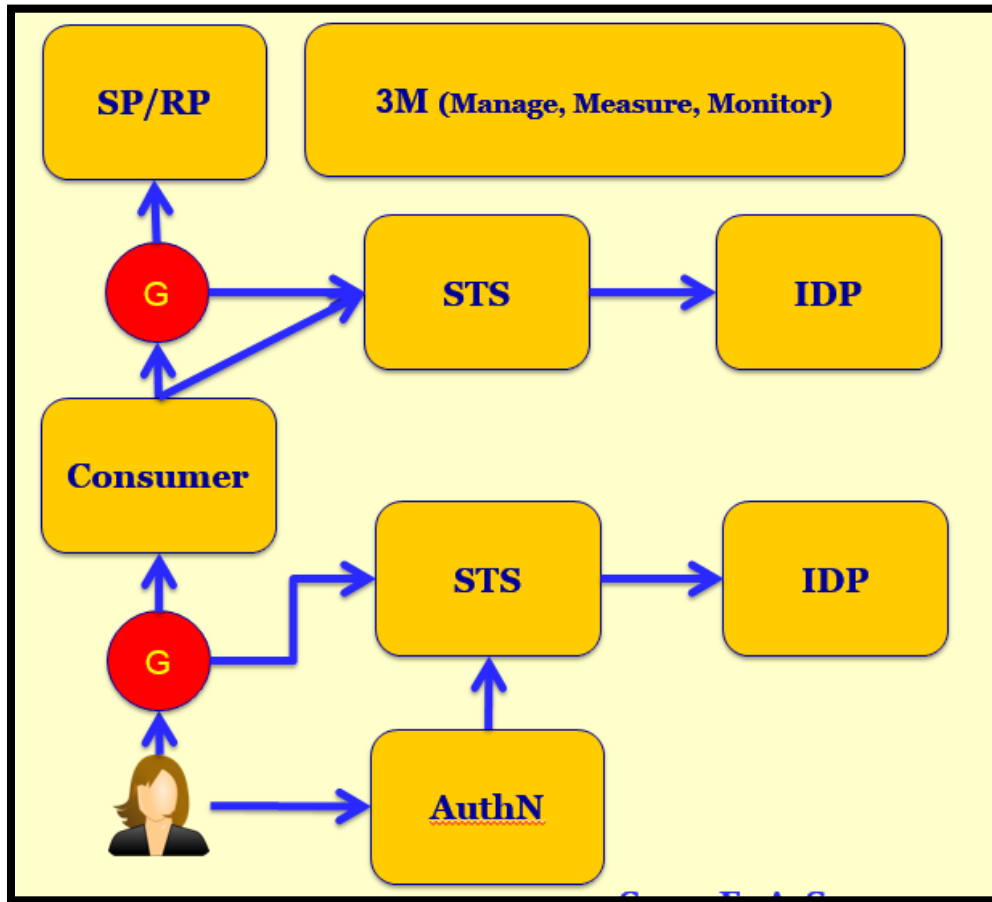 SP/RP
3M (Manage, Measure, Monitor)
G
STS
IDP
Consumer
STS
IDP
G
AuthN